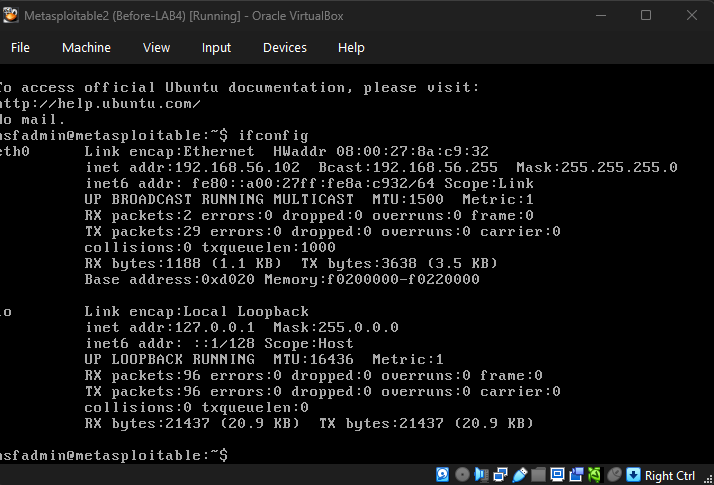 Metasploitable2 (Before-LAB4) [Running] - Oracle VirtualBox
File Machine View Input Devices Help
To access official Ubuntu documentation, please visit:
http://help.ubuntu.com/
No mail.
msfadmin@metasploitable:~$ ifconfig
eth0 Link encap:Ethernet HWaddr 08:00:27:8a:c9:32
inet addr:192.168.56.102 Bcast:192.168.56.255 Mask:255.255.255.0
inet6 addr: fe80::a00:27ff:fe8a:c932/64 Scope:Link
UP BROADCAST RUNNING MULTICAST MTU:1500 Metric:1
RX packets:2 errors:0 dropped:0 overruns:0 frame:0
TX packets:29 errors:0 dropped:0 overruns:0 carrier:0
collisions:0 txqueuelen:1000
RX bytes:1188 (1.1 KB) TX bytes:3638 (3.5 KB)
Base address:0xd020 Memory:f0200000-f0220000
lo Link encap:Local Loopback
inet addr:127.0.0.1 Mask:255.0.0.0
inet6 addr: ::1/128 Scope:Host
UP LOOPBACK RUNNING MTU:16436 Metric:1
RX packets:96 errors:0 dropped:0 overruns:0 frame:0
TX packets:96 errors:0 dropped:0 overruns:0 carrier:0
collisions:0 txqueuelen:0
RX bytes:21437 (20.9 KB) TX bytes:21437 (20.9 KB)
msfadmin@metasploitable:~$
Right Ctrl